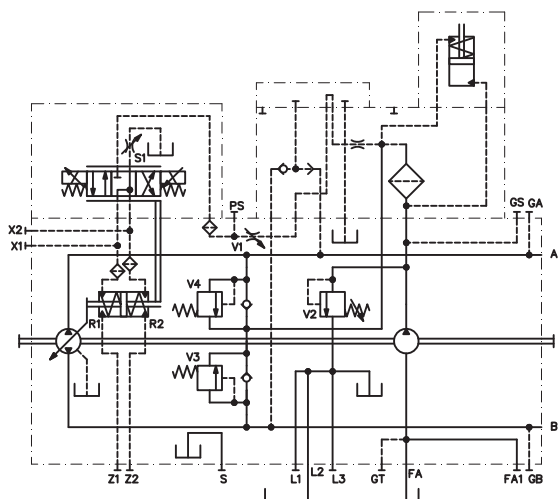 S1
PS
GS GA
X2
X1
V1
A
V4
R1 R2
V2
V3
B
Z1 Z2
S
L1
L2
L3
GT
FA
FA1 GB